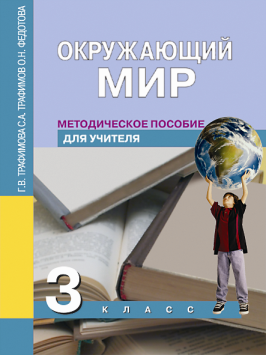 Г.В. ТРАФИМОВА С.А. ТРАФИМОВ О.Н. ФЕДОТОВА
ОКРУЖАЮЩИЙ
МИР
МЕТОДИЧЕСКОЕ ПОСОБИЕ
ДЛЯ УЧИТЕЛЯ
3
КЛАСС